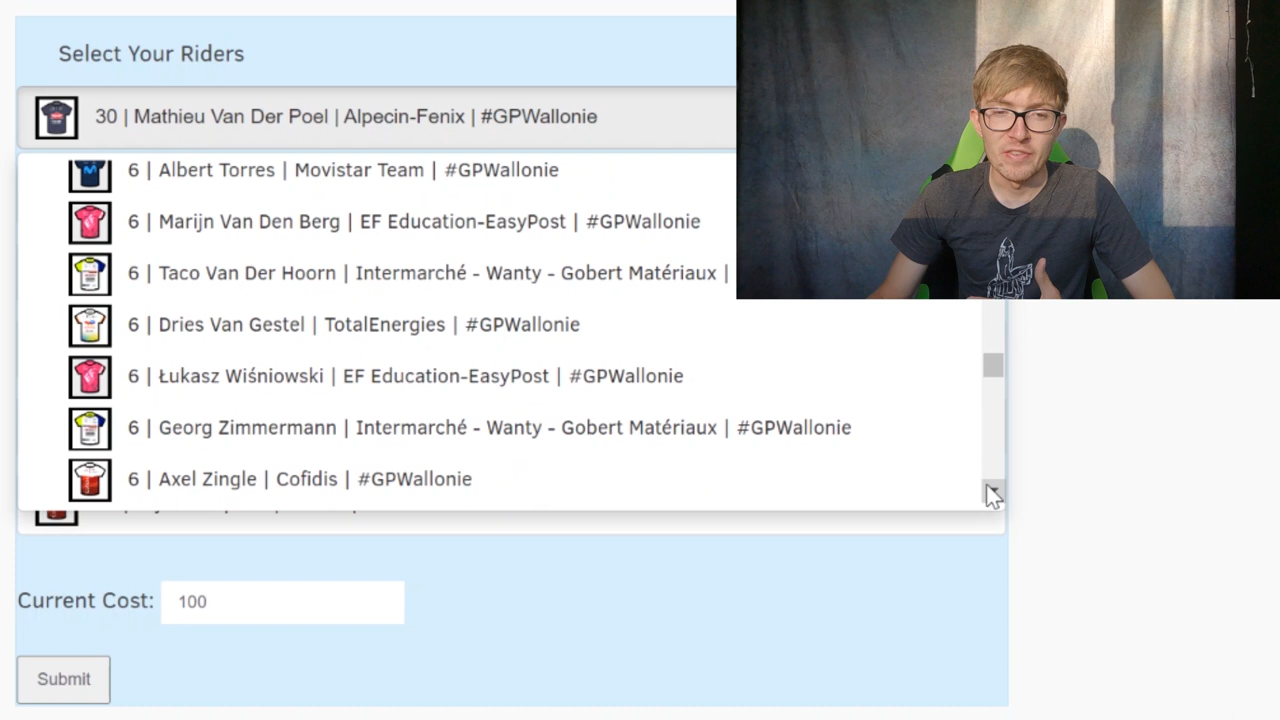 Select Your Riders
30 | Mathieu Van Der Poel | Alpecin-Fenix | #GPWallonie
6 | Albert Torres | Movistar Team | #GPWallonie
6 | Marijn Van Den Berg | EF Education-EasyPost | #GPWallonie
6 | Taco Van Der Hoorn | Intermarché - Wanty - Gobert Matériaux |
6 | Dries Van Gestel | TotalEnergies | #GPWallonie
6 | Łukasz Wiśniowski | EF Education-EasyPost | #GPWallonie
6 | Georg Zimmermann | Intermarché - Wanty - Gobert Matériaux | #GPWallonie
6 | Axel Zingle | Cofidis | #GPWallonie
Current Cost: 100
Submit